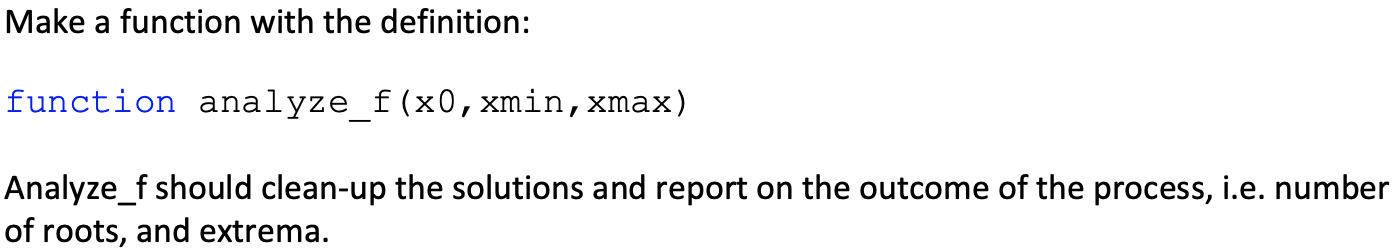 Make a function with the definition:
function analyze_f(x0,xmin,xmax)
Analyze_f should clean-up the solutions and report on the outcome of the process, i.e. number
of roots, and extrema.